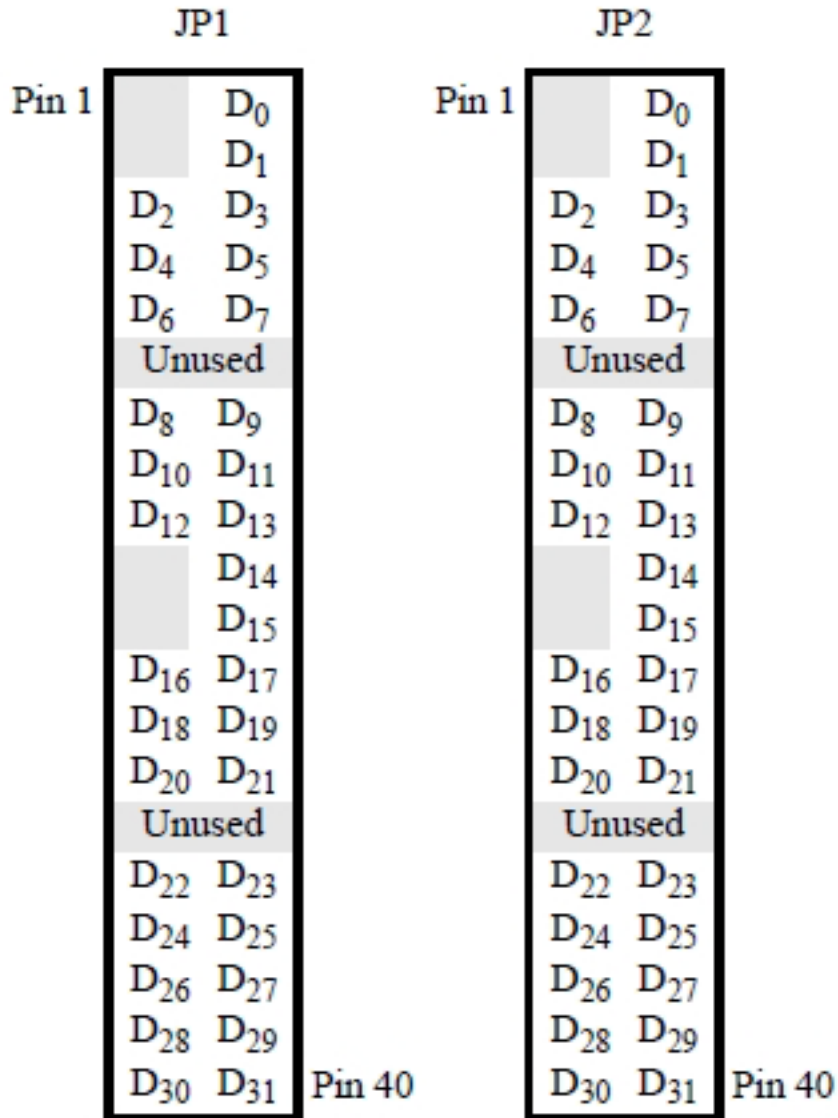 JP1 JP2
Pin 1 D0 Pin 1 D0
D1 D1
D2 D3 D2 D3
D4 D5 D4 D5
D6 D7 D6 D7
Unused Unused
D8 D9 D8 D9
D10 D11 D10 D11
D12 D13 D12 D13
D14 D14
D15 D15
D16 D17 D16 D17
D18 D19 D18 D19
D20 D21 D20 D21
Unused Unused
D22 D23 D22 D23
D24 D25 D24 D25
D26 D27 D26 D27
D28 D29 D28 D29
D30 D31 Pin 40 D30 D31 Pin 40